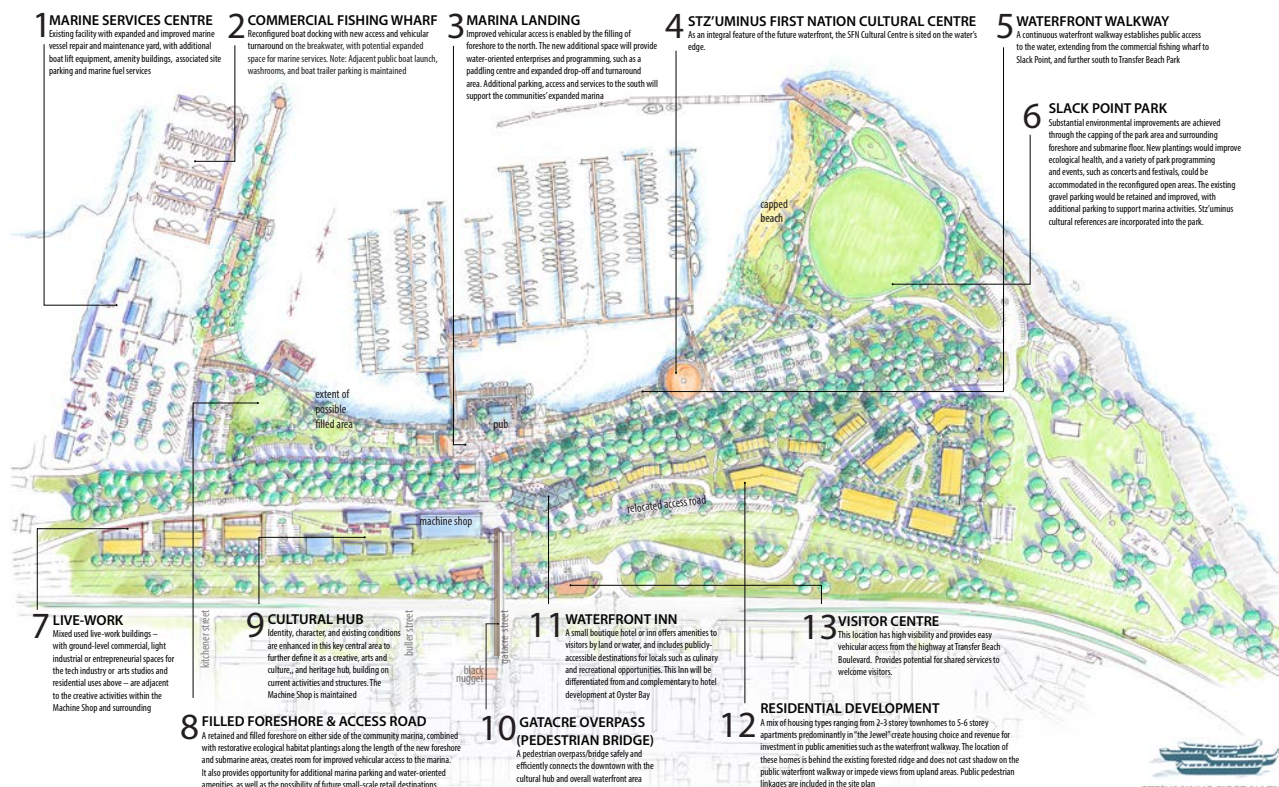 1 MARINE SERVICES CENTRE
Existing facility with expanded and improved marine
vessel repair and maintenance yard, with additional
boat lift equipment, amenity buildings, associated site
parking and marine fuel services
2 COMMERCIAL FISHING WHARF
Reconfigured boat docking with new access and vehicular
turnaround on the breakwater, with potential expanded
space for marine services. Note: Adjacent public boat launch,
washrooms, and boat trailer parking is maintained
3 MARINA LANDING
Improved vehicular access is enabled by the filling of
foreshore to the north. The new additional space will provide
water-oriented enterprises and programming, such as a
paddling centre and expanded drop-off and turnaround
area. Additional parking, access and services to the south will
support the communities' expanded marina
4 STZ'UMINUS FIRST NATION CULTURAL CENTRE
As an integral feature of the future waterfront, the SFN Cultural Centre is sited on the water's
edge.
5 WATERFRONT WALKWAY
A continuous waterfront walkway establishes public access
to the water, extending from the commercial fishing wharf to
Slack Point, and further south to Transfer Beach Park
6 SLACK POINT PARK
Substantial environmental improvements are achieved
through the capping of the park area and surrounding
foreshore and submarine floor. New plantings would improve
ecological health, and a variety of park programming
and events, such as concerts and festivals, could be
accommodated in the reconfigured open areas. The existing
gravel parking would be retained and improved, with
additional parking to support marina activities. Stz'uminus
cultural references are incorporated into the park.
capped
beach
extent of
possible
filled area
pub
relocated access road
machine shop
kitchener street
buller street
gatacre street
black
nugget
7 LIVE-WORK
Mixed used live-work buildings –
with ground-level commercial, light
industrial or entrepreneurial spaces for
the tech industry or arts studios and
residential uses above – are adjacent
to the creative activities within the
Machine Shop and surrounding
8 FILLED FORESHORE & ACCESS ROAD
A retained and filled foreshore on either side of the community marina, combined
with restorative ecological habitat plantings along the length of the new foreshore
and submarine areas, creates room for improved vehicular access to the marina.
It also provides opportunity for additional marina parking and water-oriented
amenities, as well as the possibility of future small-scale retail destinations
9 CULTURAL HUB
Identity, character, and existing conditions
are enhanced in this key central area to
further define it as a creative, arts and
culture,, and heritage hub, building on
current activities and structures. The
Machine Shop is maintained
10 GATACRE OVERPASS
(PEDESTRIAN BRIDGE)
A pedestrian overpass/bridge safely and
efficiently connects the downtown with the
cultural hub and overall waterfront area
11 WATERFRONT INN
A small boutique hotel or inn offers amenities to
visitors by land or water, and includes publicly-
accessible destinations for locals such as culinary
and recreational opportunities. This Inn will be
differentiated from and complementary to hotel
development at Oyster Bay
12 RESIDENTIAL DEVELOPMENT
A mix of housing types ranging from 2-3 storey townhomes to 5-6 storey
apartments predominantly in "the Jewel" create housing choice and revenue for
investment in public amenities such as the waterfront walkway. The location of
these homes is behind the existing forested ridge and does not cast shadow on the
public waterfront walkway or impede views from upland areas. Public pedestrian
linkages are included in the site plan
13 VISITOR CENTRE
This location has high visibility and provides easy
vehicular access from the highway at Transfer Beach
Boulevard. Provides potential for shared services to
welcome visitors.